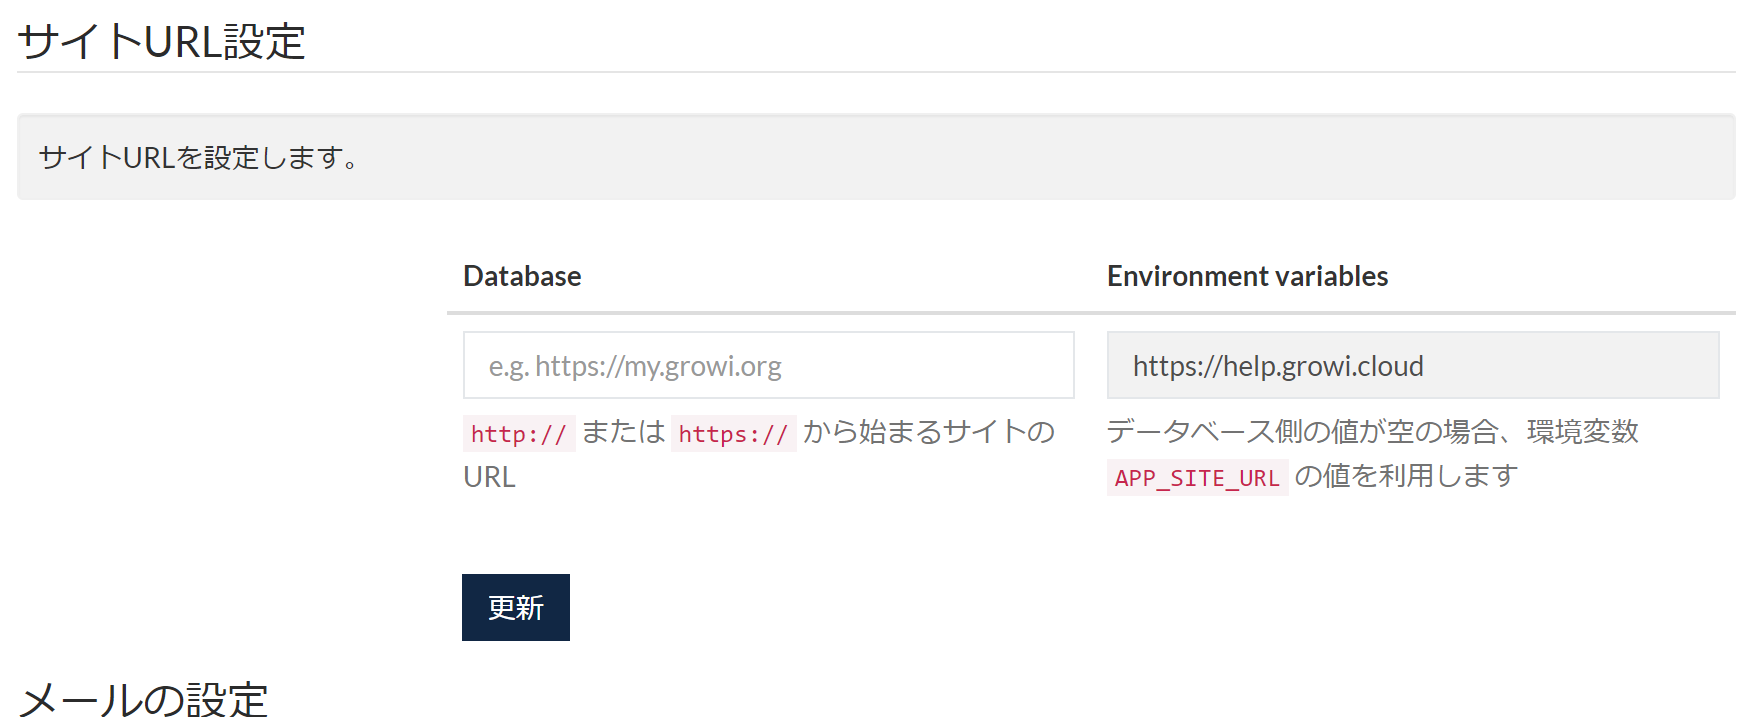 サイトURL設定
サイトURLを設定します。
Database
Environment variables
e.g. https://my.growi.org
https://help.growi.cloud
http:// または https:// から始まるサイトの
URL
データベース側の値が空の場合、環境変数
APP_SITE_URL の値を利用します
更新
メールの設定